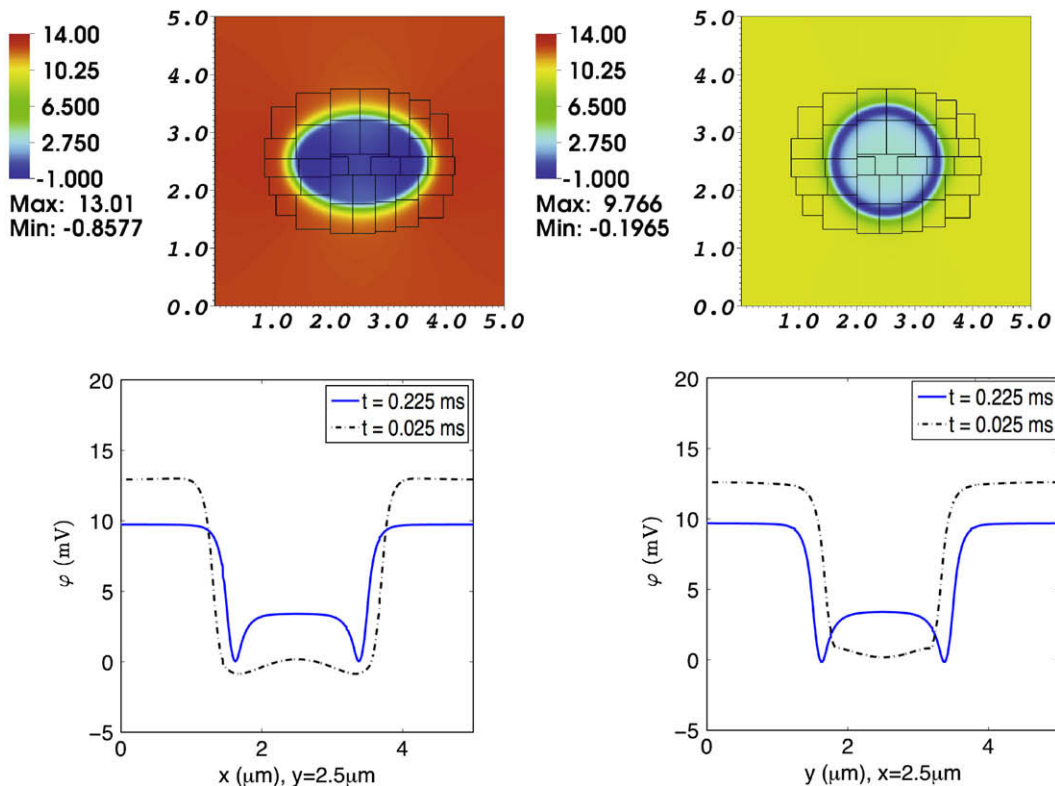 5.0
14.00
4.0
10.25
6.500
3.0
2.750
2.0
-1.000
Max: 13.01
Min: -0.8577
1.0
0.0
1.0 2.0 3.0 4.0 5.0
5.0
14.00
4.0
10.25
6.500
3.0
2.750
2.0
-1.000
Max: 9.766
Min: -0.1965
1.0
0.0
1.0 2.0 3.0 4.0 5.0
20
t = 0.225 ms
t = 0.025 ms
15
10
φ (mV)
5
0
−5
0 2 4
x (μm), y=2.5μm
20
t = 0.225 ms
t = 0.025 ms
15
10
φ (mV)
5
0
−5
0 2 4
y (μm), x=2.5μm